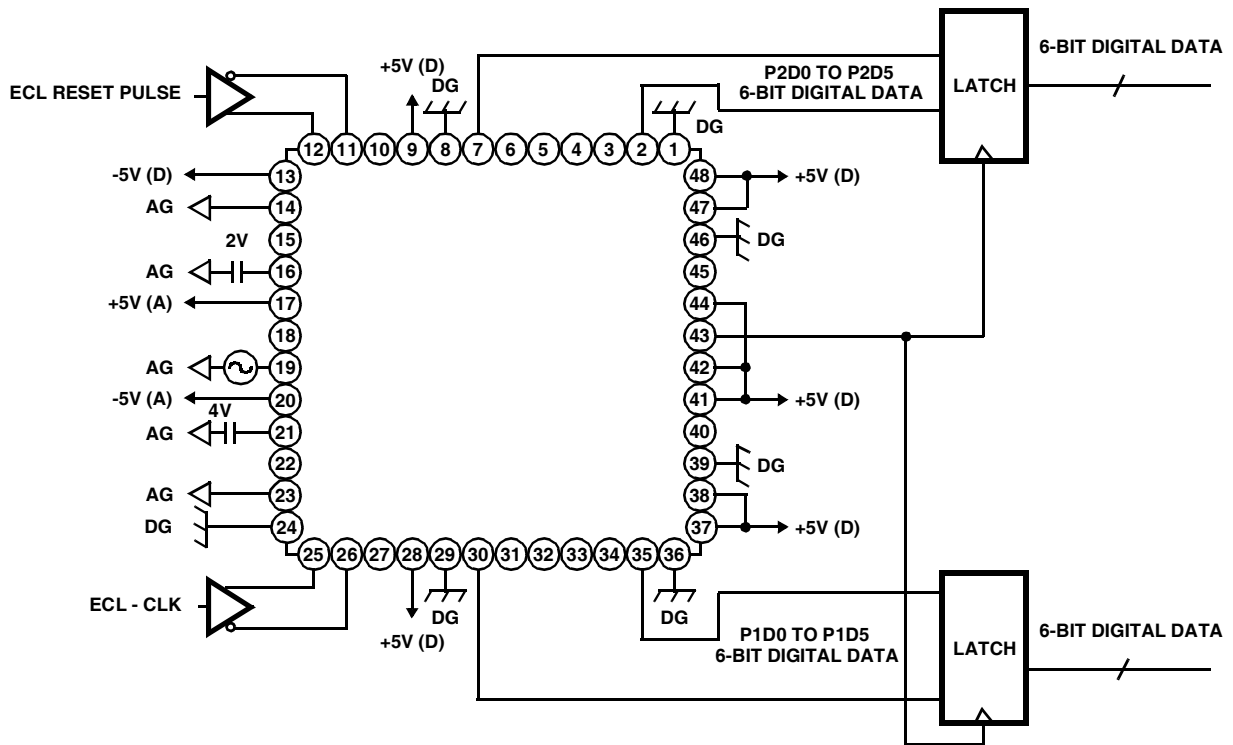 6-BIT DIGITAL DATA
+5V (D)
DG
P2D0 TO P2D5
6-BIT DIGITAL DATA
LATCH
ECL RESET PULSE
DG
12 11 10 9 8 7 6 5 4 3 2 1
-5V (D) 13
48 +5V (D)
AG 14
47
15
46 DG
2V
AG 16
45
+5V (A) 17
44
18
43
AG 19
42
-5V (A) 20
41 +5V (D)
4V
AG 21
40
22
39 DG
AG 23
38
DG 24
37 +5V (D)
25 26 27 28 29 30 31 32 33 34 35 36
ECL - CLK
DG
DG
+5V (D)
P1D0 TO P1D5
6-BIT DIGITAL DATA
LATCH
6-BIT DIGITAL DATA